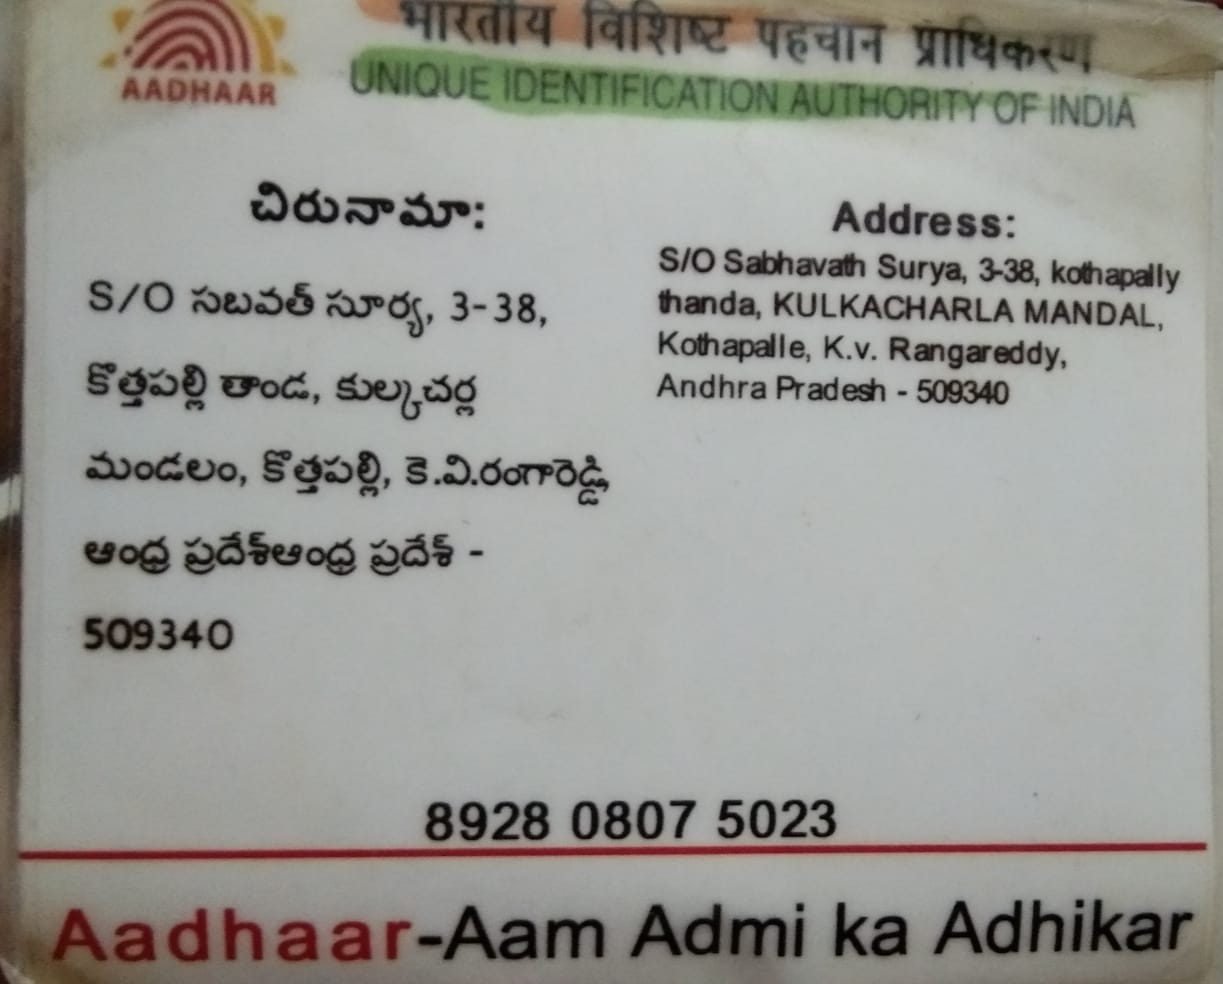 भारतीय विशिष्ट पहचान प्राधिकरण
AADHAAR
UNIQUE IDENTIFICATION AUTHORITY OF INDIA
చిరునామా:
S/O సబవత్ సూర్య, 3-38,
కొత్తపల్లి తాండ, కుల్కచర్ల
మండలం, కొత్తపల్లి, కె.వి.రంగారెడ్డి,
ఆంధ్ర ప్రదేశ్ఆంధ్ర ప్రదేశ్ -
509340
Address:
S/O Sabhavath Surya, 3-38, kothapally
thanda, KULKACHARLA MANDAL,
Kothapalle, K.v. Rangareddy,
Andhra Pradesh - 509340
8928 0807 5023
Aadhaar-Aam Admi ka Adhikar